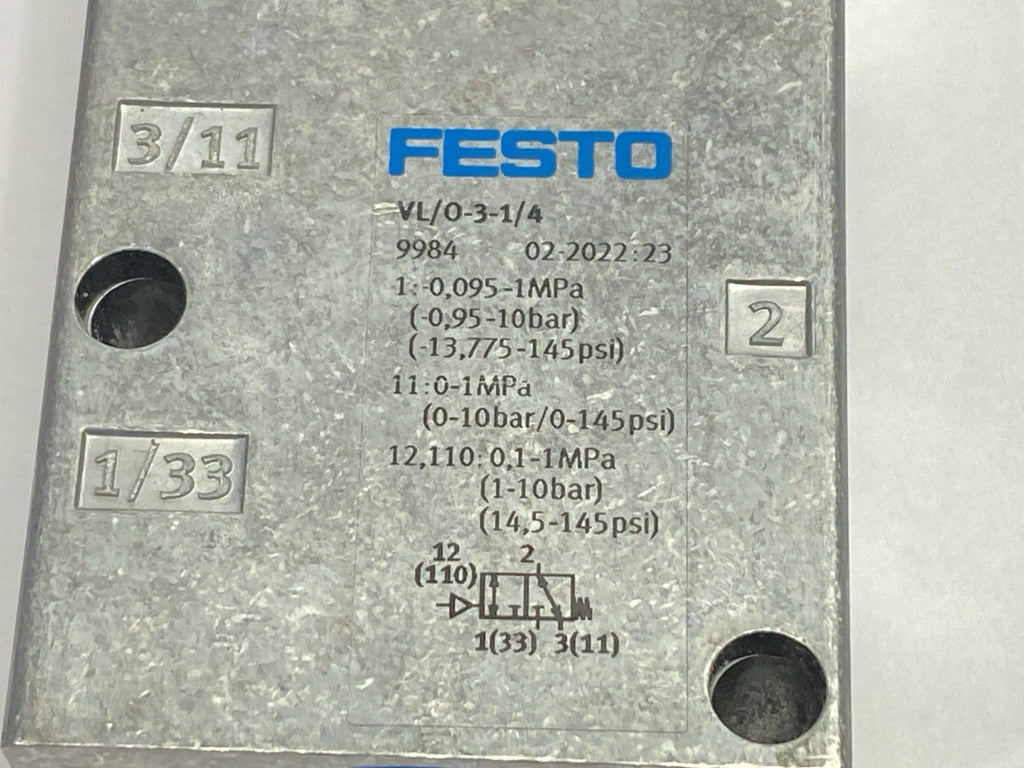 3/11
FESTO
VL/O-3-1/4
9984 02-2022:23
1:-0,095-1MPa
(-0,95-10bar)
(-13,775-145psi)
2
11:0-1MPa
(0-10bar/0-145psi)
1/33
12,110:0,1-1MPa
(1-10bar)
(14,5-145psi)
12 2
(110)
1(33) 3(11)